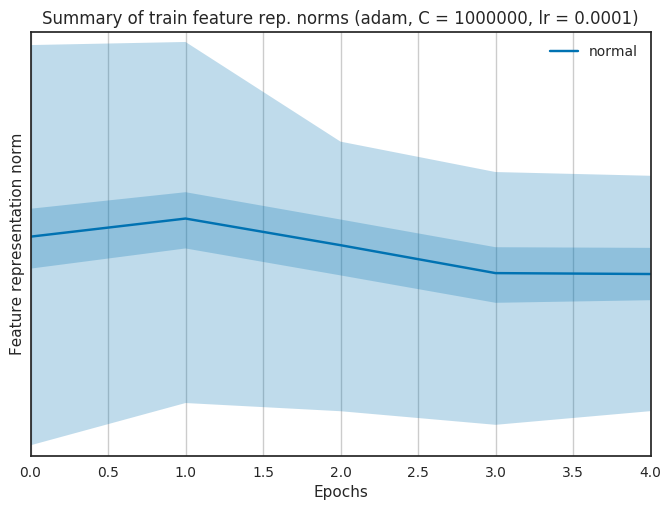 Summary of train feature rep. norms (adam, C = 1000000, lr = 0.0001)
normal
Feature representation norm
0.0 0.5 1.0 1.5 2.0 2.5 3.0 3.5 4.0
Epochs